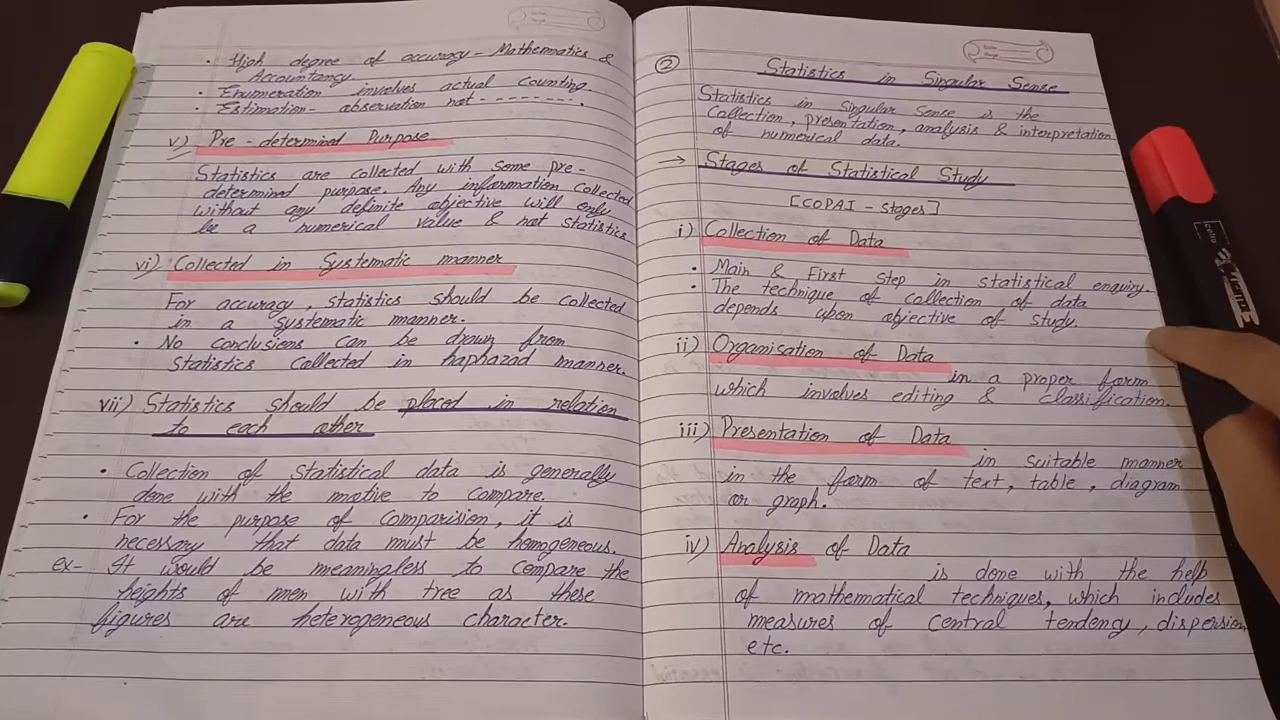 • High degree of accuracy - Mathematics &
Accountancy.
• Enumeration involves actual counting.
• Estimation - observation not - - - - - - - -.
v) Pre - determined Purpose
Statistics are collected with some pre-
determined purpose. Any information collected
without any definite objective will only
be a numerical value & not statistics
vi) Collected in Systematic manner
For accuracy, statistics should be collected
in a systematic manner.
• No conclusions can be drawn from
statistics collected in haphazad manner.
vii) Statistics should be placed in relation
to each other
• Collection of statistical data is generally
done with the motive to compare.
• For the purpose of comparision, it is
necessary that data must be homogeneous.
ex- It would be meaningless to compare the
heights of men with tree as these
figures are heterogeneous character.
② Statistics in Singular Sense
Statistics in Singular Sense is the
Collection, presentation, analysis & interpretation
of numerical data.
→ Stages of Statistical Study
[COPAI - Stages]
i) Collection of Data
• Main & First Step in statistical enquiry.
• The technique of collection of data
depends upon objective of study.
ii) Organisation of Data
in a proper form
which involves editing & classification.
iii) Presentation of Data
in suitable manner
in the form of text, table, diagram
or graph.
iv) Analysis of Data
is done with the help
of mathematical techniques, which includes
measures of central tendency, dispersion,
etc.